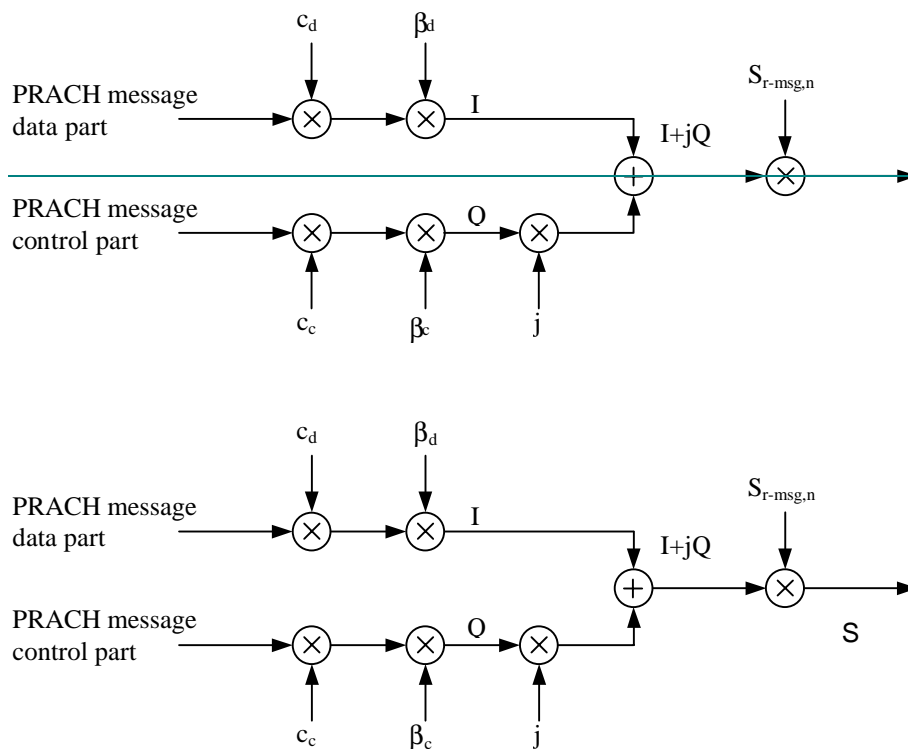 c_d
β_d
S_r-msg,n
PRACH message
data part
I
I+jQ
PRACH message
control part
Q
c_c
β_c
j
c_d
β_d
S_r-msg,n
PRACH message
data part
I
I+jQ
PRACH message
control part
Q
S
c_c
β_c
j